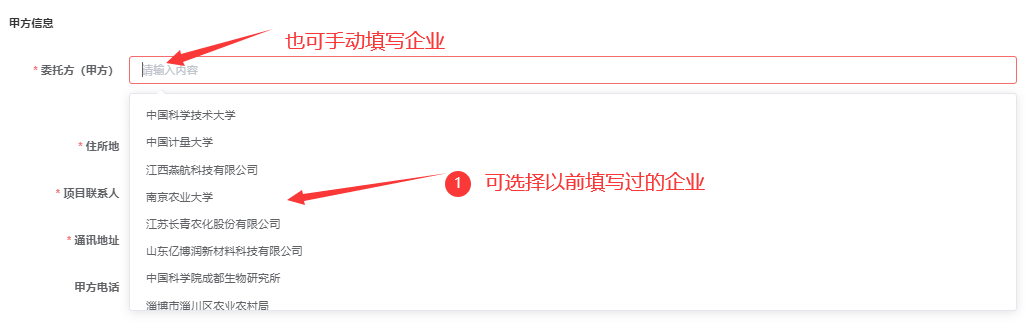 甲方信息
也可手动填写企业
* 委托方（甲方）
请输入内容
中国科学技术大学
中国计量大学
* 住所地
江西蒸航科技有限公司
1 可选择以前填写过的企业
* 项目联系人
南京农业大学
江苏长青农化股份有限公司
* 通讯地址
山东亿博润新材料科技有限公司
中国科学院成都生物研究所
甲方电话
淄博市淄川区农业农村局